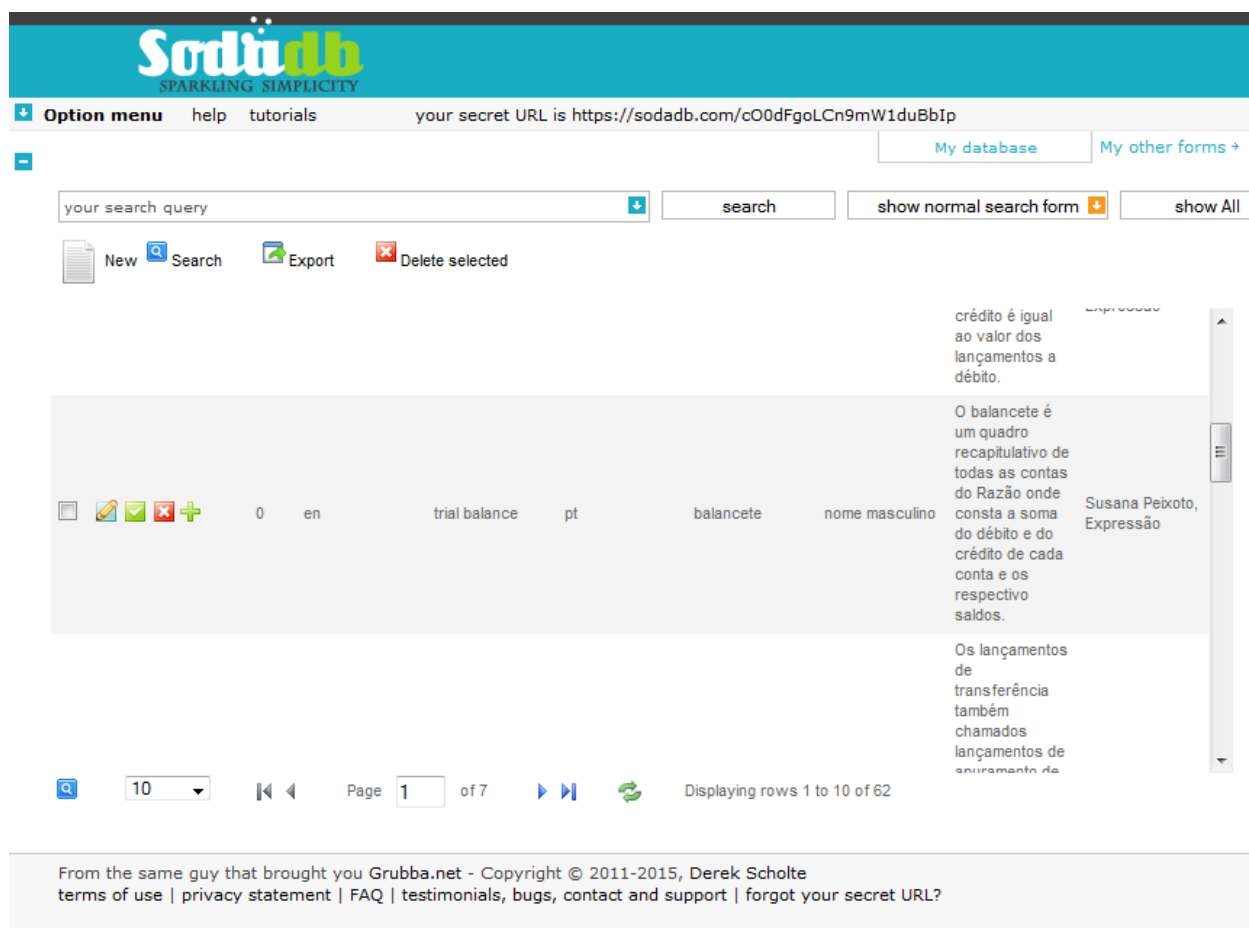 Sodadb
SPARKLING SIMPLICITY
Option menu help tutorials your secret URL is https://sodadb.com/cO0dFgoLCn9mW1duBbIp
My database My other forms
your search query search show normal search form show All
New Search Export Delete selected
crédito é igual
ao valor dos
lançamentos a
débito.
Expressão
0 en trial balance pt balancete nome masculino
O balancete é
um quadro
recapitulativo de
todas as contas
do Razão onde
consta a soma
do débito e do
crédito de cada
conta e os
respectivo
saldos.
Susana Peixoto,
Expressão
Os lançamentos
de
transferência
também
chamados
lançamentos de
apuramento de
10 Page 1 of 7 Displaying rows 1 to 10 of 62
From the same guy that brought you Grubba.net - Copyright © 2011-2015, Derek Scholte
terms of use | privacy statement | FAQ | testimonials, bugs, contact and support | forgot your secret URL?